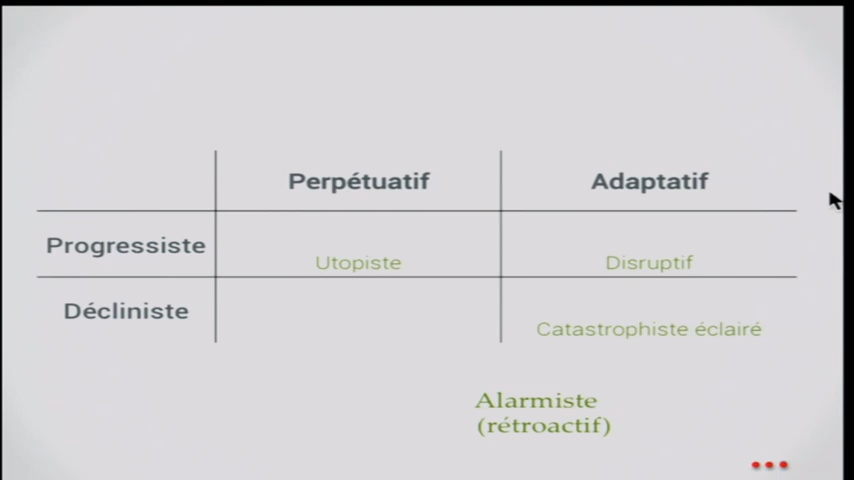 Perpétuatif Adaptatif
Progressiste Utopiste Disruptif
Décliniste Catastrophiste éclairé
Alarmiste
(rétroactif)